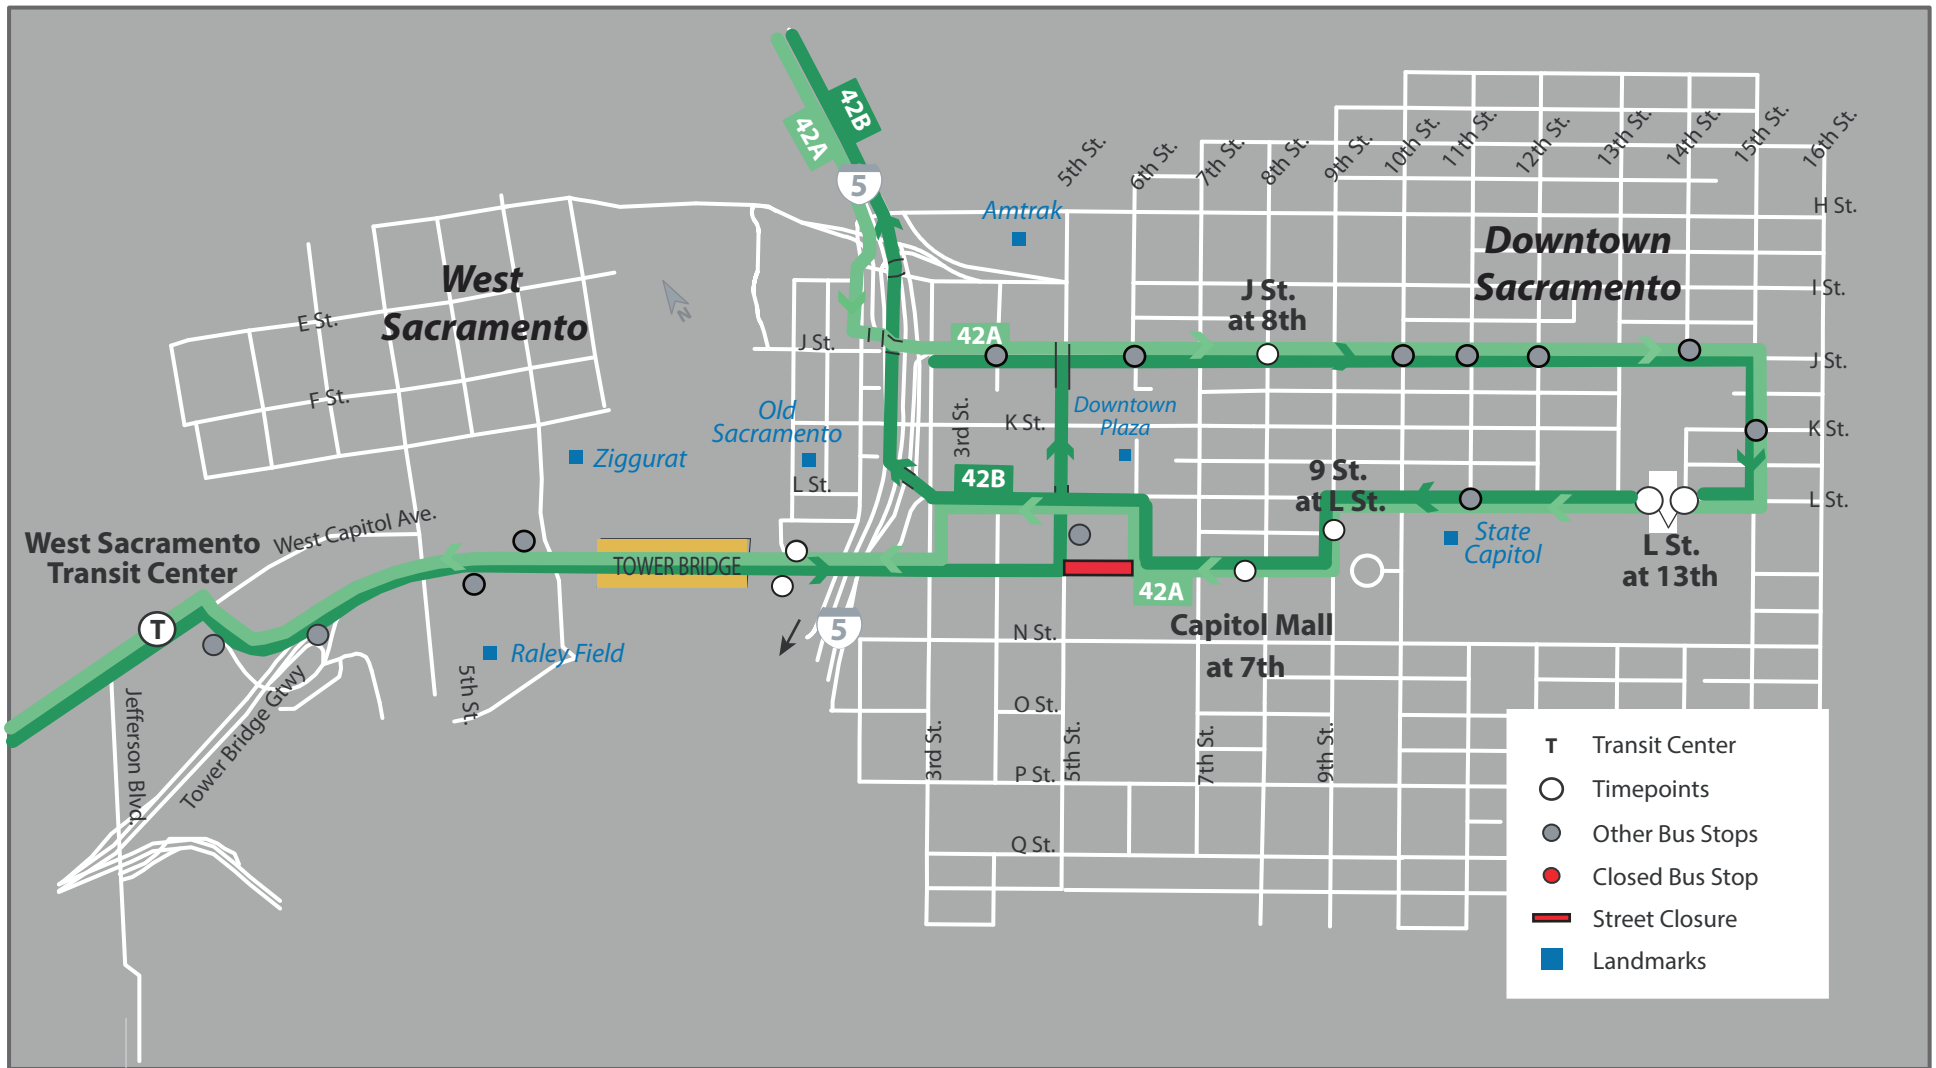 42B
42A
5
5th St.
6th St.
7th St.
8th St.
9th St.
10th St.
11th St.
12th St.
13th St.
14th St.
15th St.
16th St.
Amtrak
H St.
West
Sacramento
Downtown
Sacramento
N
E St.
J St.
at 8th
I St.
42A
J St.
J St.
F St.
Old
Sacramento
3rd St.
K St.
Downtown
Plaza
K St.
Ziggurat
42B
L St.
9 St.
at L St.
L St.
State
Capitol
L St.
at 13th
West Capitol Ave.
West Sacramento
Transit Center
TOWER BRIDGE
42A
T
5
Capitol Mall
at 7th
N St.
Raley Field
5th St.
Jefferson Blvd.
Tower Bridge Gtwy
O St.
3rd St.
5th St.
7th St.
9th St.
P St.
Q St.
T Transit Center
Timepoints
Other Bus Stops
Closed Bus Stop
Street Closure
Landmarks